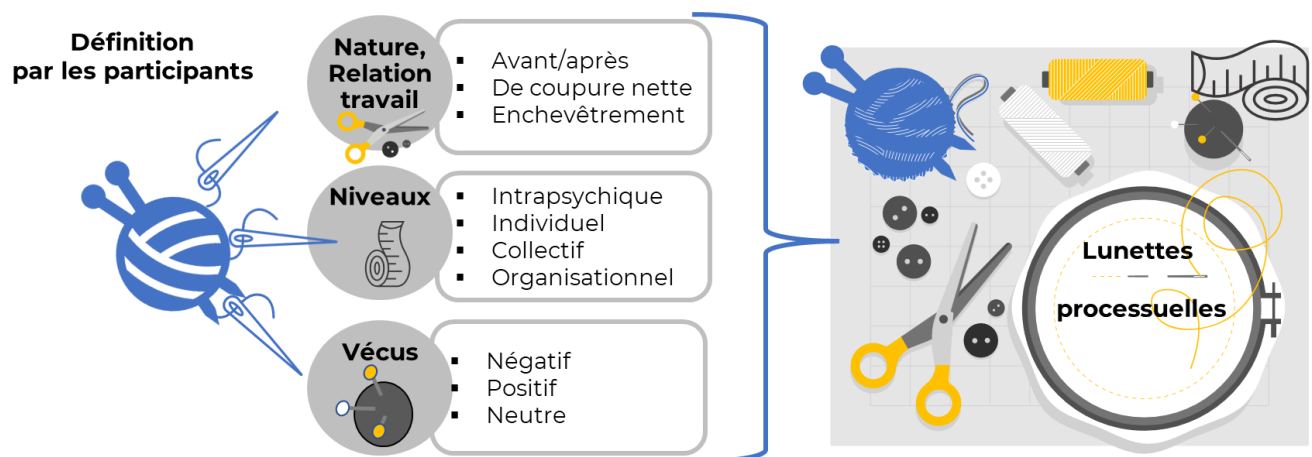 Définition
par les participants
Nature,
Relation
travail
▪ Avant/après
▪ De coupure nette
▪ Enchevêtrement
Niveaux
▪ Intrapsychique
▪ Individuel
▪ Collectif
▪ Organisationnel
Vécus
▪ Négatif
▪ Positif
▪ Neutre
Lunettes
processuelles